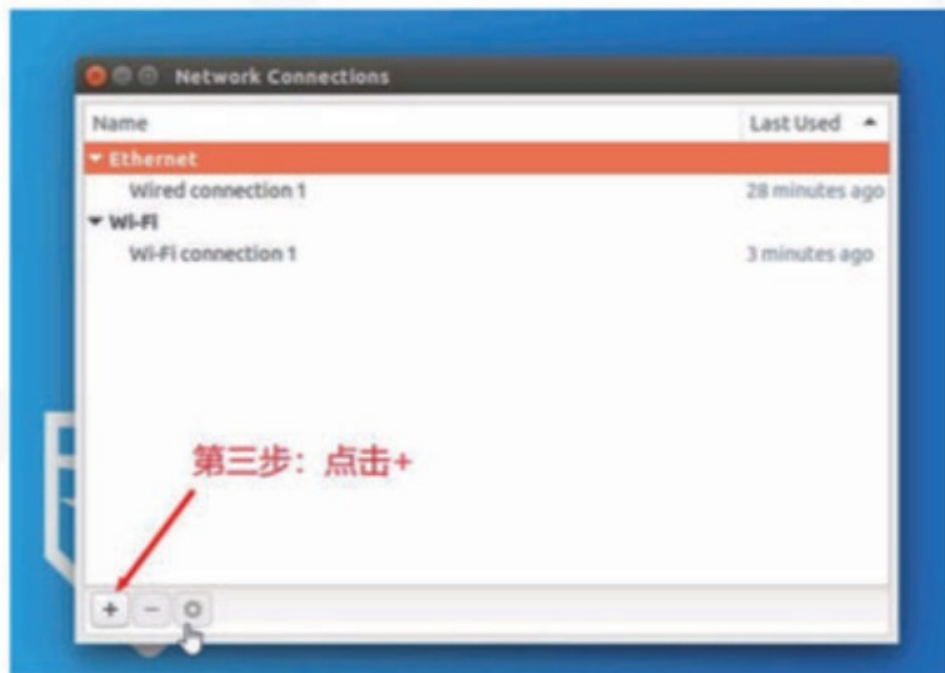 Network Connections
Name Last Used
Ethernet
Wired connection 1 28 minutes ago
Wi-Fi
Wi-Fi connection 1 3 minutes ago
第三步：点击+